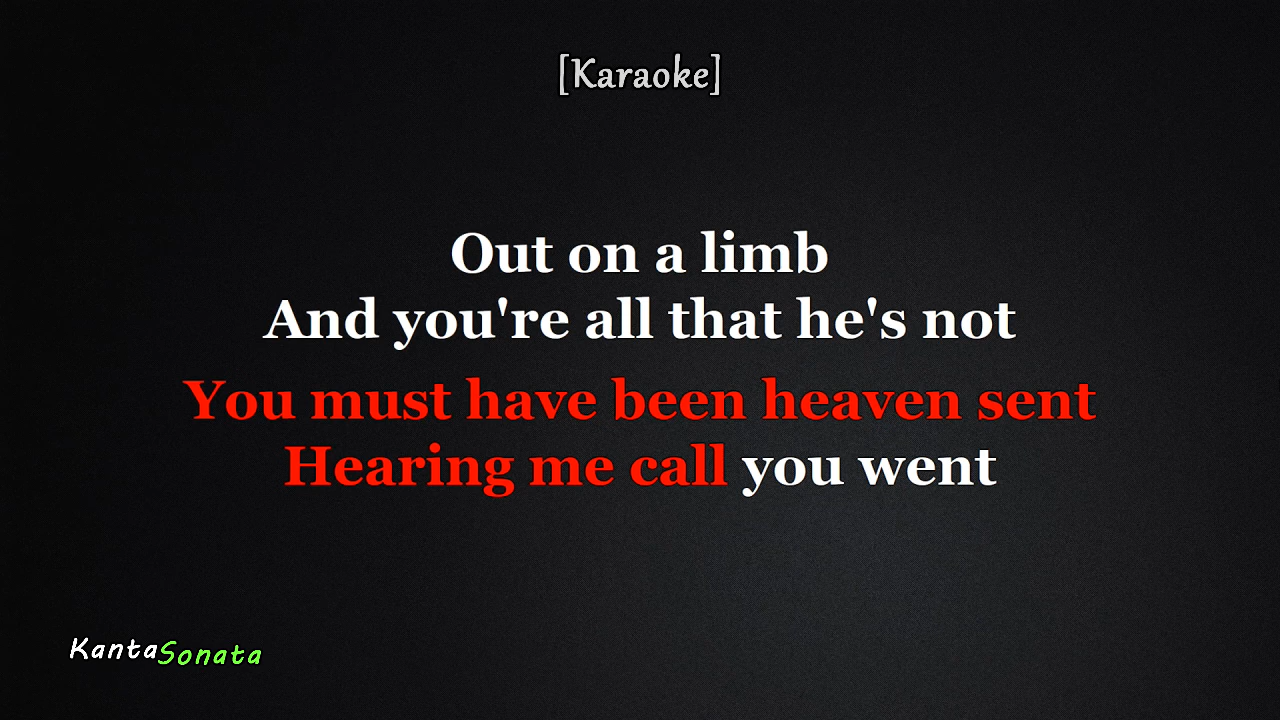 [Karaoke]
Out on a limb
And you're all that he's not
You must have been heaven sent
Hearing me call you went
KantaSonata